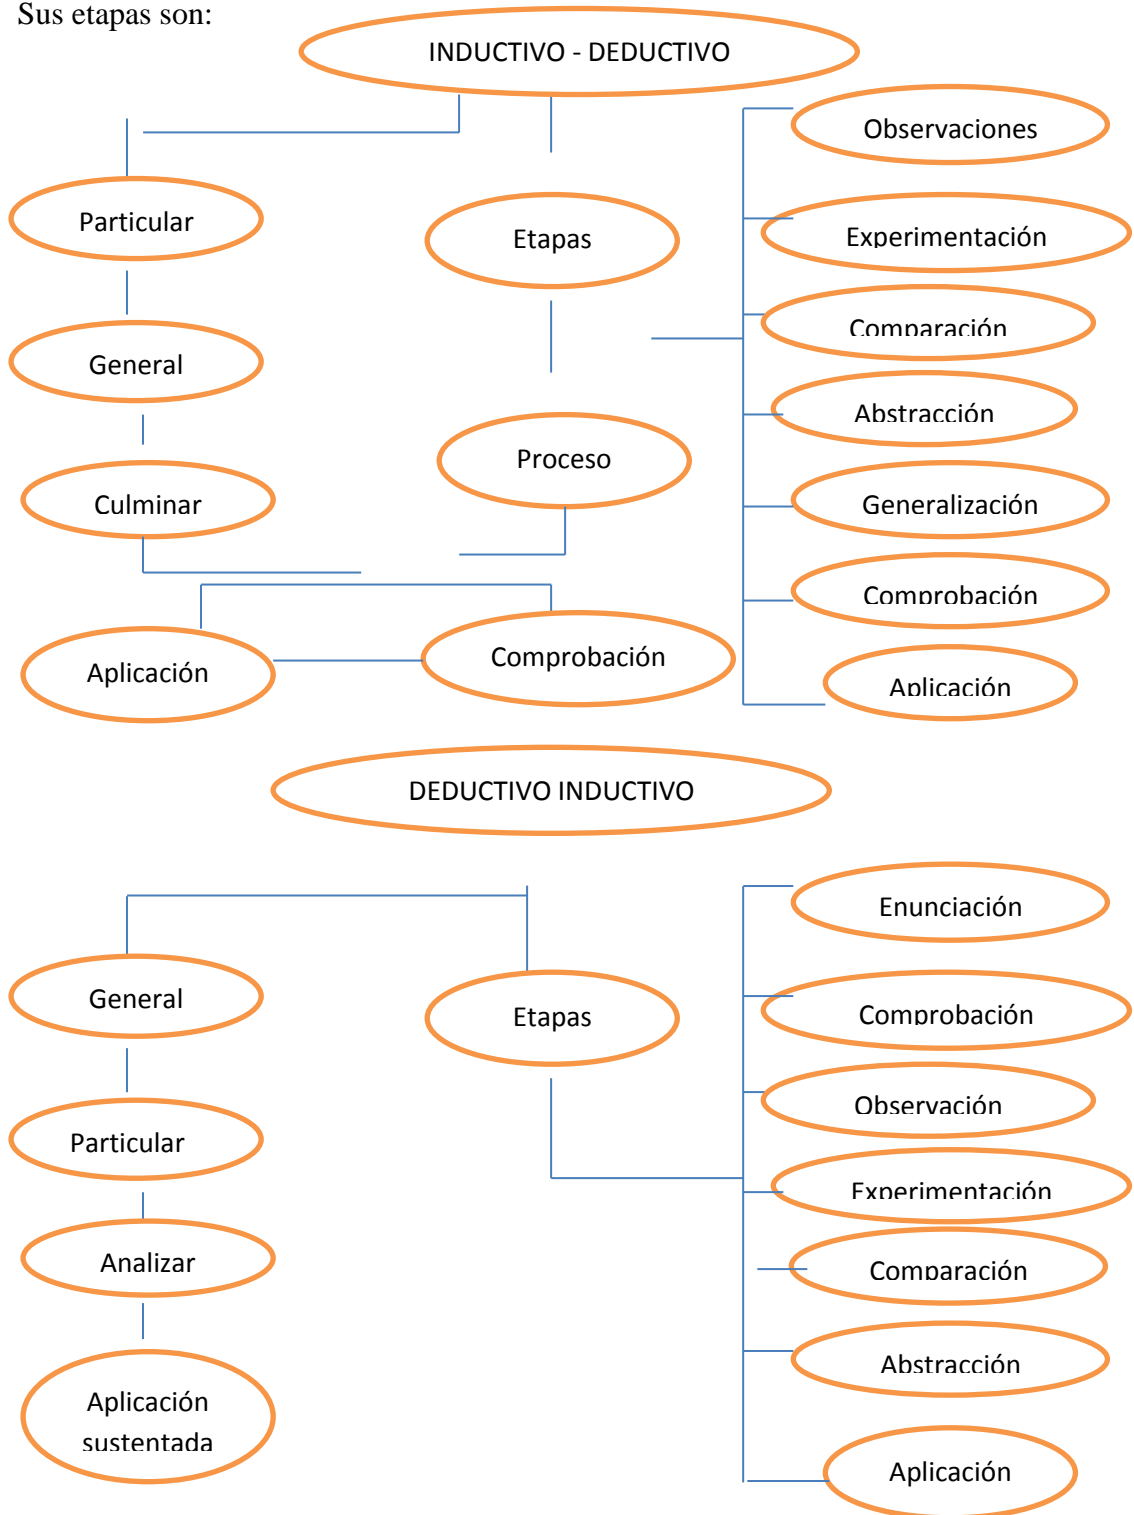 Sus etapas son:
INDUCTIVO - DEDUCTIVO
Observaciones
Particular
Etapas
Experimentación
Comparación
General
Abstracción
Proceso
Culminar
Generalización
Comprobación
Comprobación
Aplicación
Aplicación
DEDUCTIVO INDUCTIVO
Enunciación
General
Etapas
Comprobación
Observación
Particular
Experimentación
Analizar
Comparación
Abstracción
Aplicación
sustentada
Aplicación